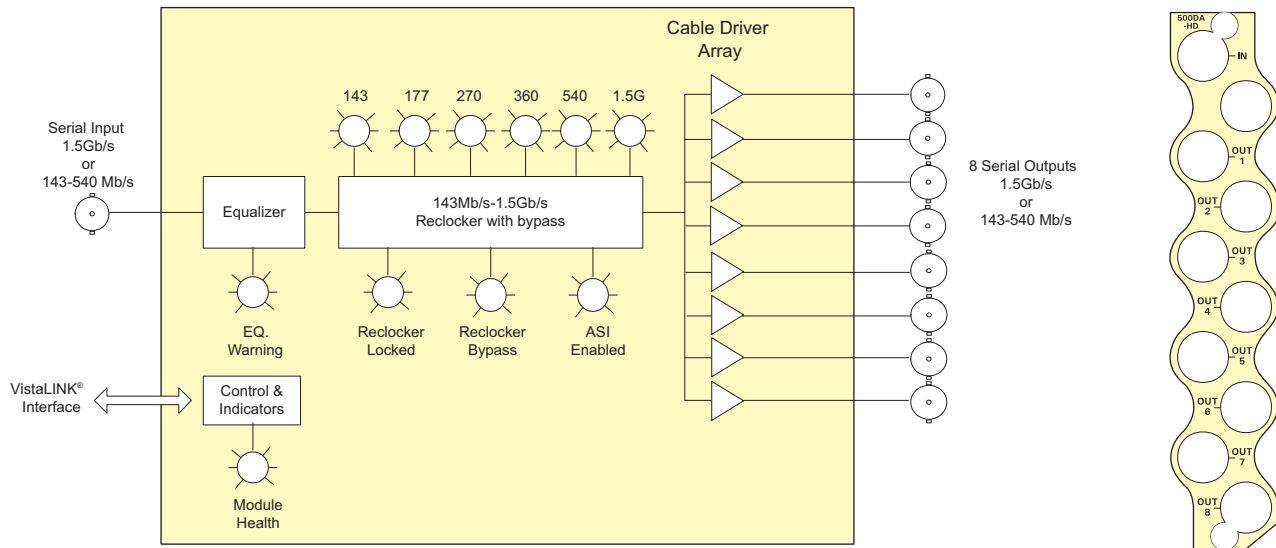 Cable Driver
Array
143
177
270
360
540
1.5G
Serial Input
1.5Gb/s
or
143-540 Mb/s
Equalizer
143Mb/s-1.5Gb/s
Reclocker with bypass
8 Serial Outputs
1.5Gb/s
or
143-540 Mb/s
EQ.
Warning
Reclocker
Locked
Reclocker
Bypass
ASI
Enabled
VistaLINK®
Interface
Control &
Indicators
Module
Health
500DA
-HD
IN
OUT
1
OUT
2
OUT
3
OUT
4
OUT
5
OUT
6
OUT
7
OUT
8